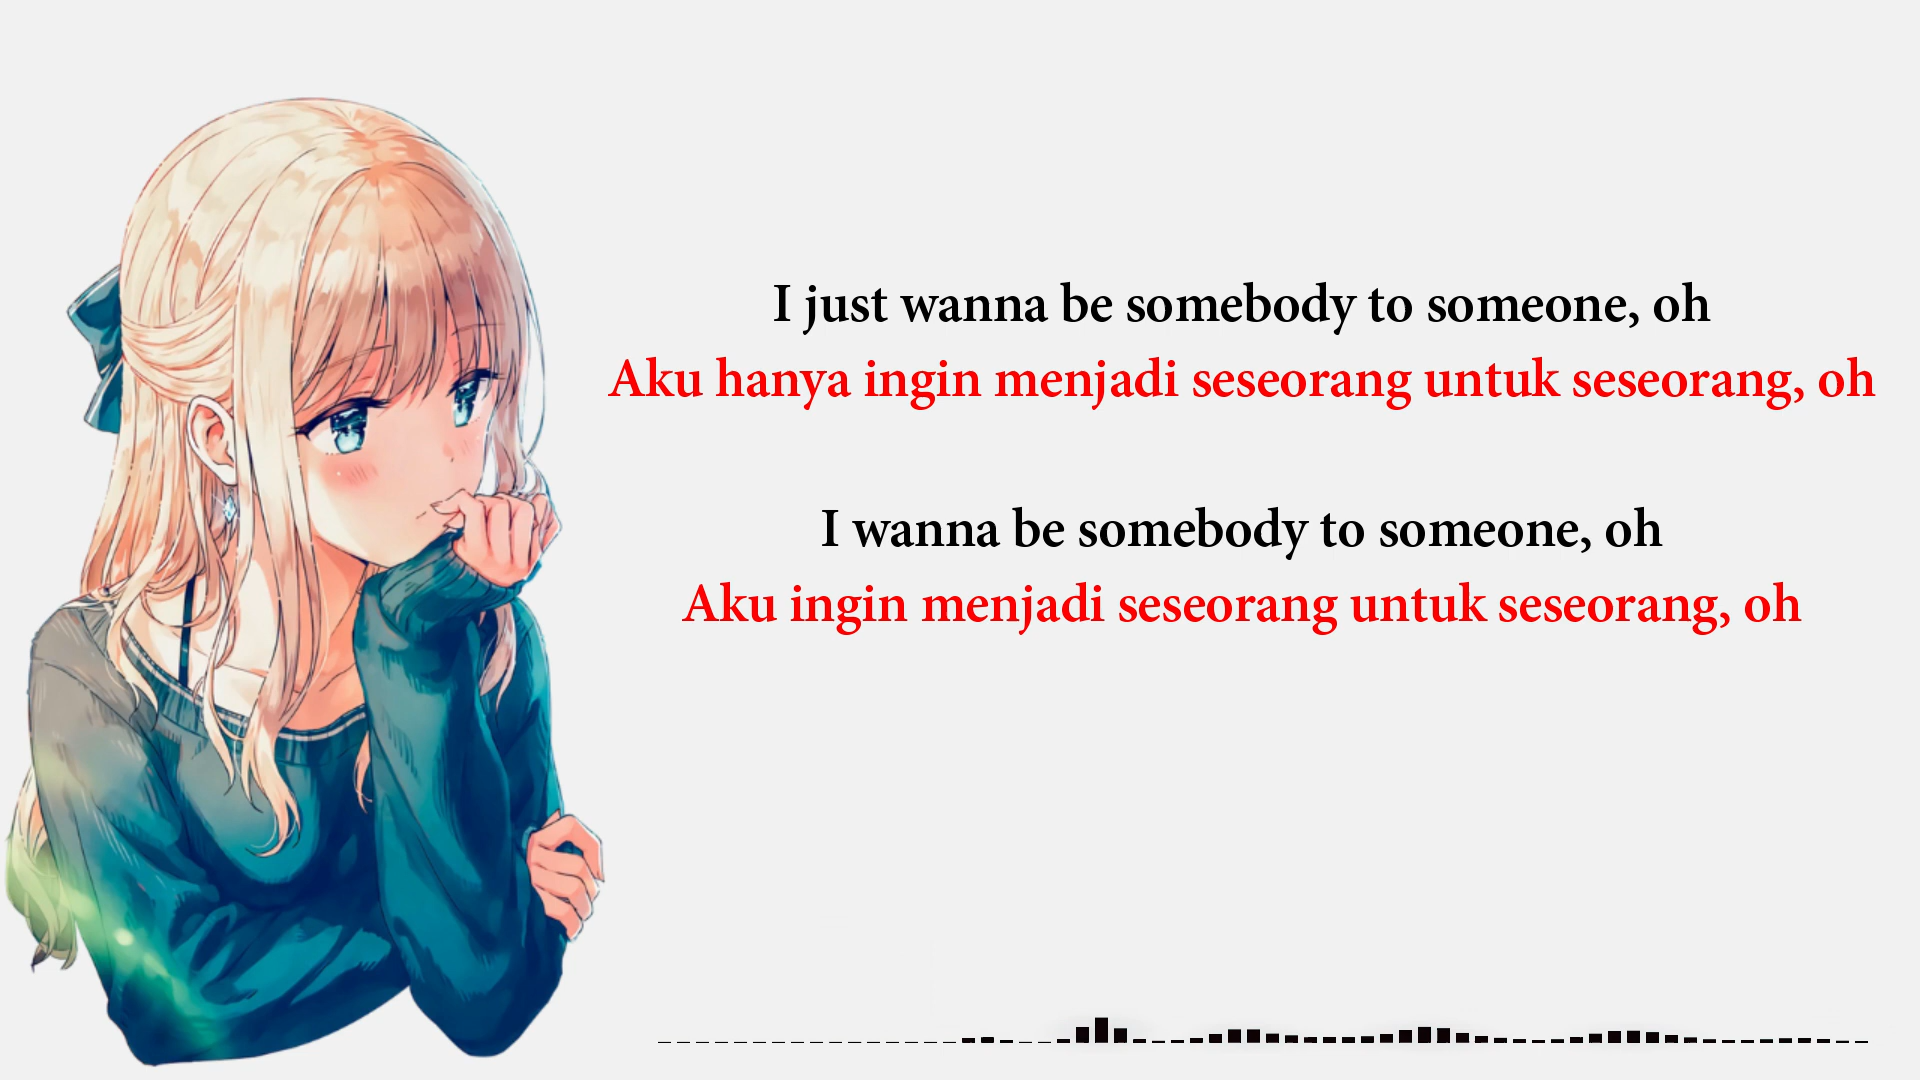 I just wanna be somebody to someone, oh
Aku hanya ingin menjadi seseorang untuk seseorang, oh
I wanna be somebody to someone, oh
Aku ingin menjadi seseorang untuk seseorang, oh